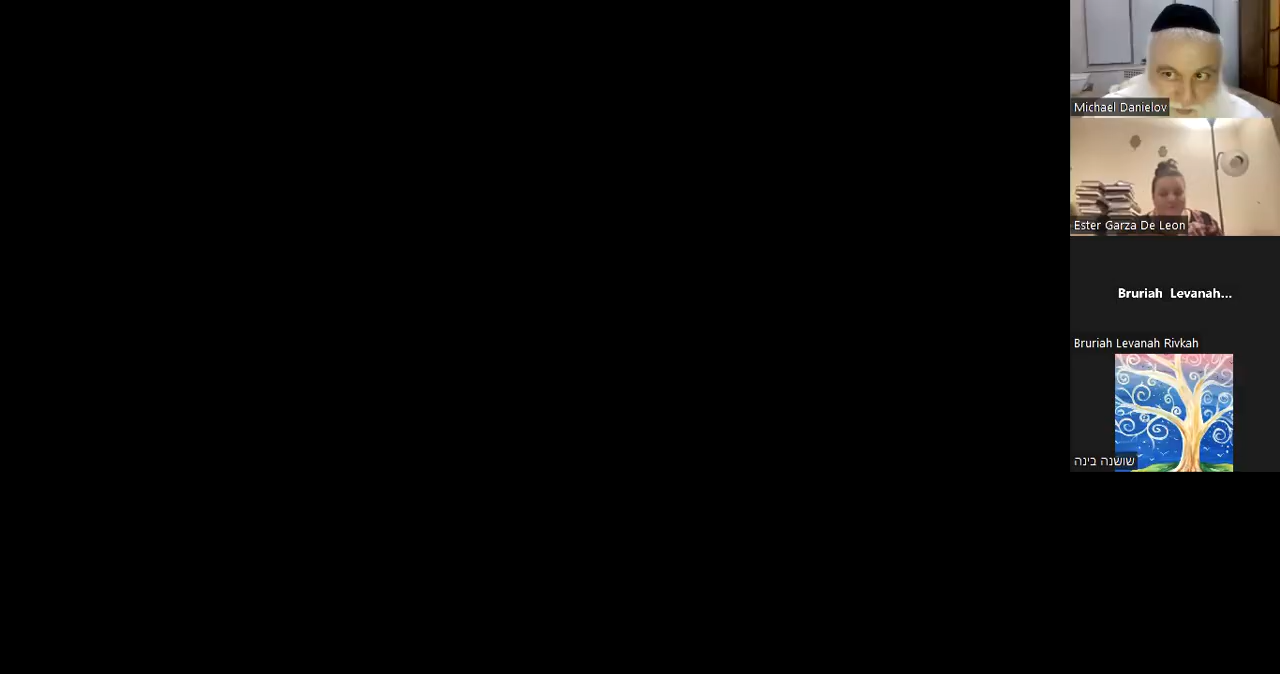 Michael Danielov
Ester Garza De Leon
Bruriah Levanah...
Bruriah Levanah Rivkah
שושנה בינה